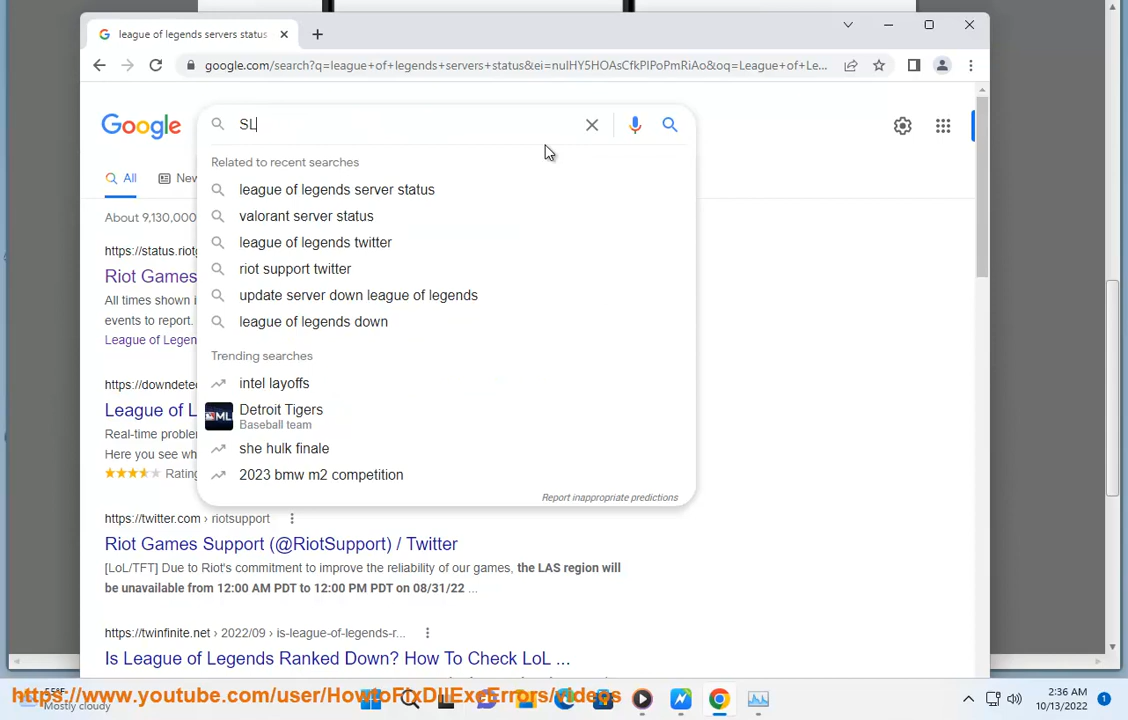 league of legends servers status
google.com/search?q=league+of+legends+servers+status&ei=nulHY5HOAsCfkPIPoPmRiAo&oq=League+of+Le...
Google
SL
Related to recent searches
league of legends server status
valorant server status
league of legends twitter
riot support twitter
update server down league of legends
league of legends down
Trending searches
intel layoffs
Detroit Tigers
Baseball team
she hulk finale
2023 bmw m2 competition
Report inappropriate predictions
All
New
About 9,130,000
https://status.riotg
Riot Games
All times shown i
events to report.
League of Legen
https://downdetec
League of L
Real-time problem
Here you see wh
Rating
https://twitter.com › riotsupport
Riot Games Support (@RiotSupport) / Twitter
[LoL/TFT] Due to Riot's commitment to improve the reliability of our games, the LAS region will
be unavailable from 12:00 AM PDT to 12:00 PM PDT on 08/31/22 ...
https://twinfinite.net › 2022/09 › is-league-of-legends-r...
Is League of Legends Ranked Down? How To Check LoL ...
https://www.youtube.com/user/HowtoFixDllExeErrors/videos
55°F
Mostly cloudy
2:36 AM
10/13/2022
1